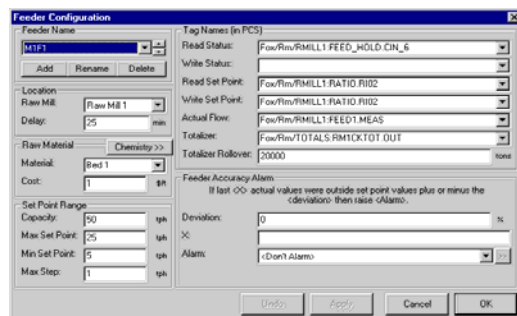 Feeder Configuration
Feeder Name
M1F1
Add Rename Delete
Location
Raw Mill: Raw Mill 1
Delay: 25 min
Raw Material Chemistry >>
Material: Bed 1
Cost: 1 $/t
Set Point Range
Capacity: 50 tph
Max Set Point: 25 tph
Min Set Point: 5 tph
Max Step: 1 tph
Tag Names (in PCS)
Read Status: Fox/Rm/RMILL1:FEED_HOLD.CIN_6
Write Status:
Read Set Point: Fox/Rm/RMILL1:RATIO.RI02
Write Set Point: Fox/Rm/RMILL1:RATIO.RI02
Actual Flow: Fox/Rm/RMILL1:FEED1.MEAS
Totalizer: Fox/Rm/TOTALS:RM1CKTOT.OUT
Totalizer Rollover: 20000 tons
Feeder Accuracy Alarm
If last <X> actual values were outside set point values plus or minus the
<deviation> then raise <Alarm>.
Deviation: 0 %
X:
Alarm: <Don't Alarm> >>
Undo Apply Cancel OK